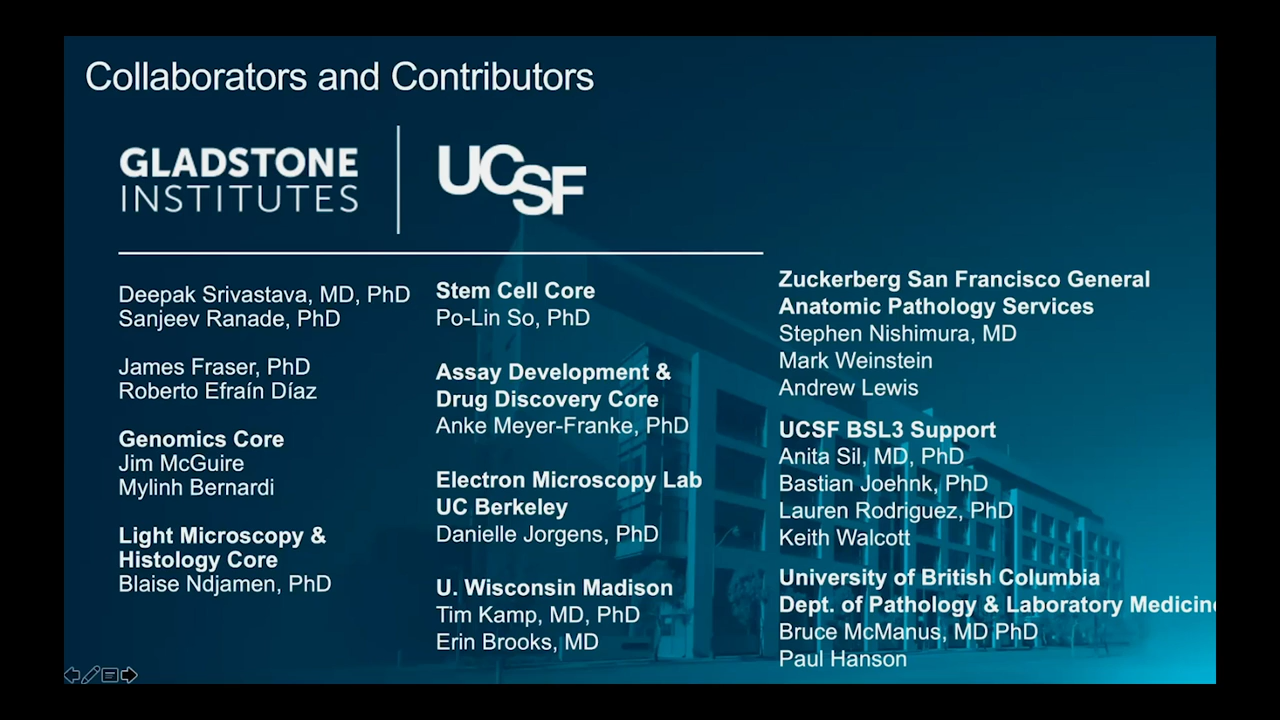 Collaborators and Contributors
GLADSTONE
INSTITUTES
UCSF
Deepak Srivastava, MD, PhD
Sanjeev Ranade, PhD
James Fraser, PhD
Roberto Efraín Díaz
Genomics Core
Jim McGuire
Mylinh Bernardi
Light Microscopy &
Histology Core
Blaise Ndjamen, PhD
Stem Cell Core
Po-Lin So, PhD
Assay Development &
Drug Discovery Core
Anke Meyer-Franke, PhD
Electron Microscopy Lab
UC Berkeley
Danielle Jorgens, PhD
U. Wisconsin Madison
Tim Kamp, MD, PhD
Erin Brooks, MD
Zuckerberg San Francisco General
Anatomic Pathology Services
Stephen Nishimura, MD
Mark Weinstein
Andrew Lewis
UCSF BSL3 Support
Anita Sil, MD, PhD
Bastian Joehnk, PhD
Lauren Rodriguez, PhD
Keith Walcott
University of British Columbia
Dept. of Pathology & Laboratory Medicine
Bruce McManus, MD PhD
Paul Hanson